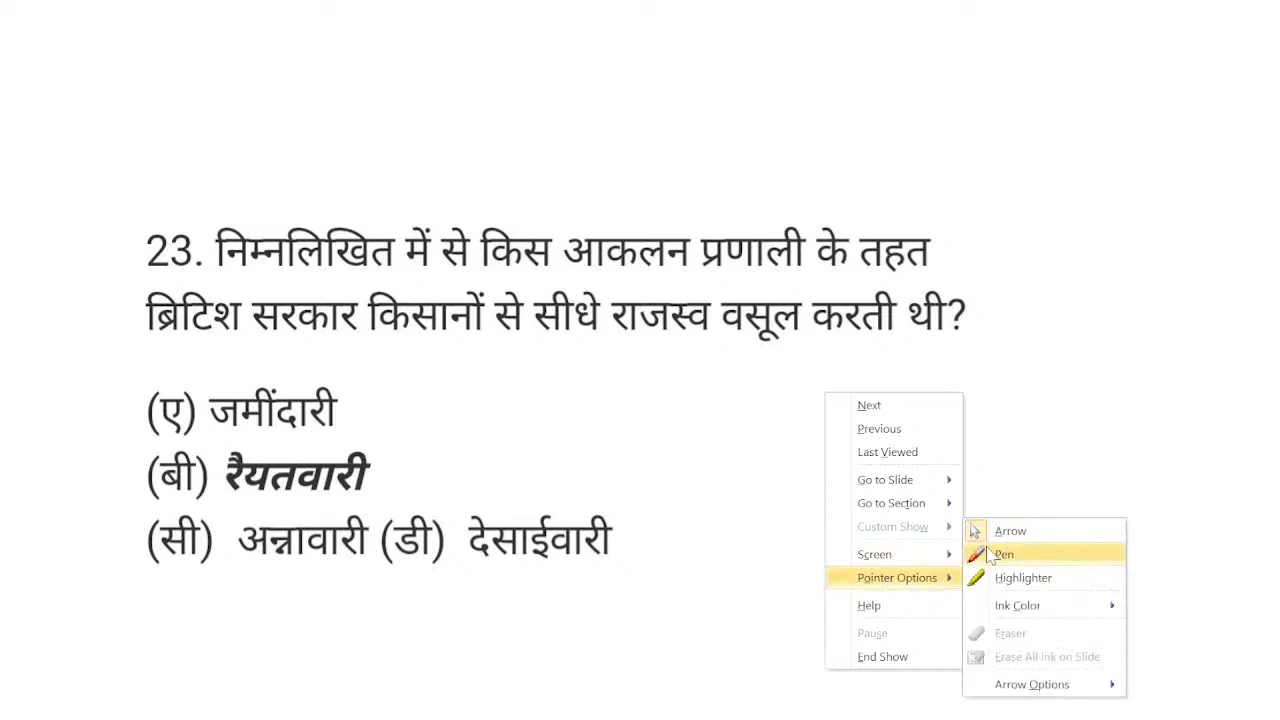 23. निम्नलिखित में से किस आकलन प्रणाली के तहत
ब्रिटिश सरकार किसानों से सीधे राजस्व वसूल करती थी?
(ए) जमींदारी
(बी) रैयतवारी
(सी) अन्नावारी (डी) देसाईवारी
Next
Previous
Last Viewed
Go to Slide
Go to Section
Custom Show
Screen
Pointer Options
Help
Pause
End Show
Arrow
Pen
Highlighter
Ink Color
Eraser
Erase All Ink on Slide
Arrow Options